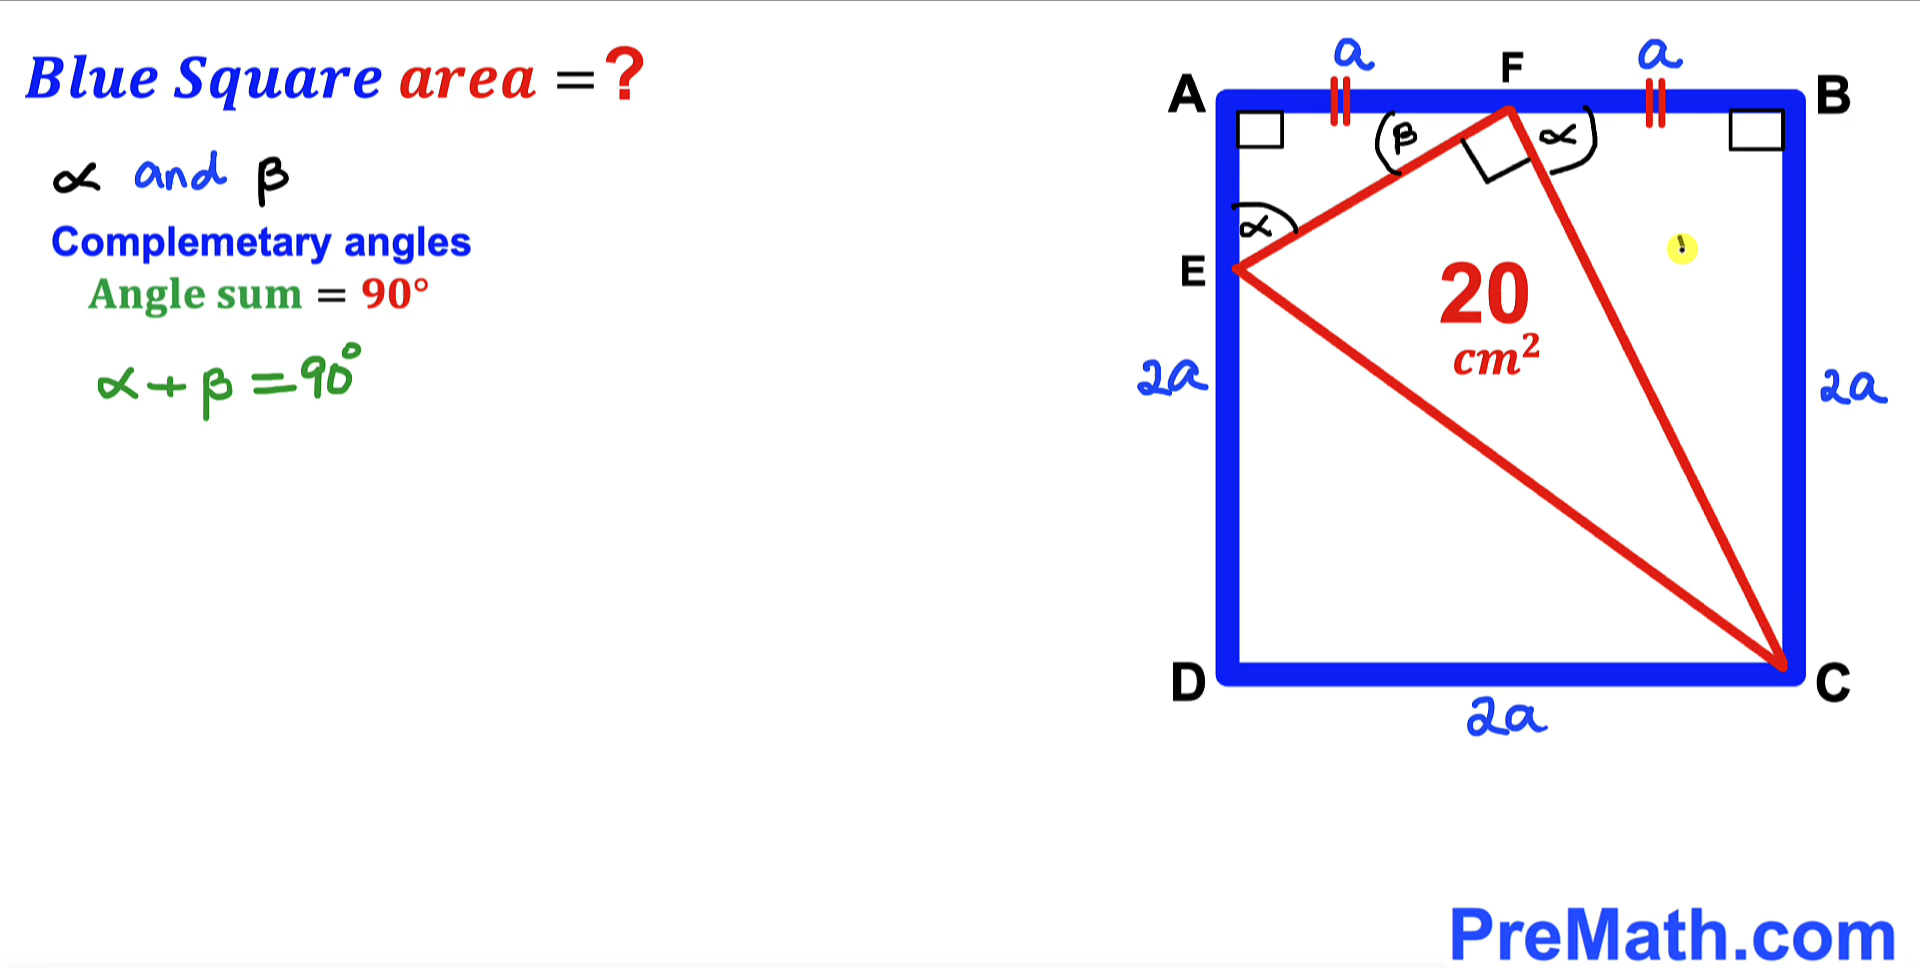 Blue Square area = ?
α and β
Complemetary angles
Angle sum = 90°
α + β = 90°
a
a
A
F
B
β
α
α
E
20
cm²
2a
2a
D
C
2a
PreMath.com